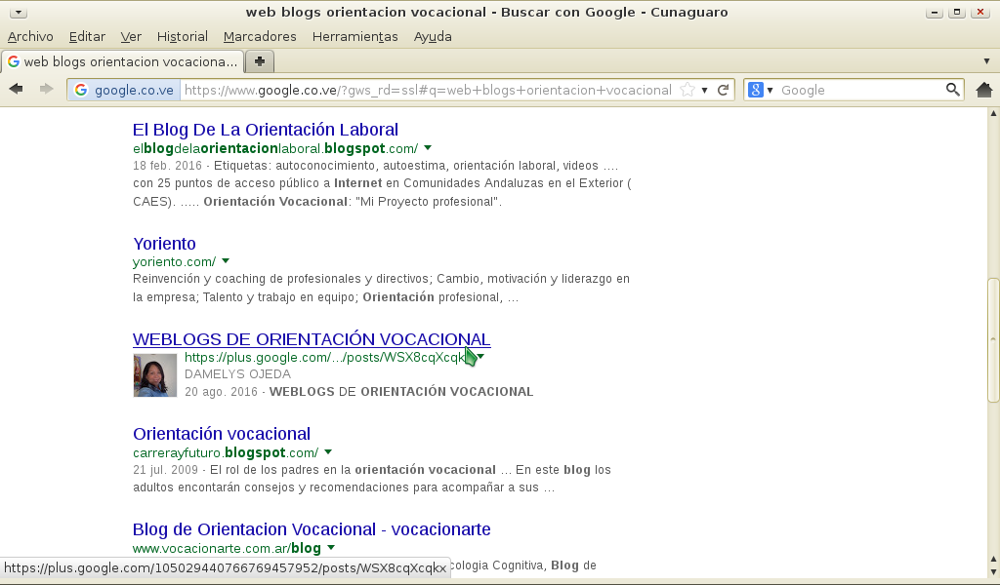 web blogs orientacion vocacional - Buscar con Google - Cunaguaro
Archivo Editar Ver Historial Marcadores Herramientas Ayuda
web blogs orientacion vocaciona...
google.co.ve https://www.google.co.ve/?gws_rd=ssl#q=web+blogs+orientacion+vocacional 8 Google
El Blog De La Orientación Laboral
elblogdelaorientacionlaboral.blogspot.com/
18 feb. 2016 - Etiquetas: autoconocimiento, autoestima, orientación laboral, videos ....
con 25 puntos de acceso público a Internet en Comunidades Andaluzas en el Exterior (
CAES). ..... Orientación Vocacional: "Mi Proyecto profesional".
Yoriento
yoriento.com/
Reinvención y coaching de profesionales y directivos; Cambio, motivación y liderazgo en
la empresa; Talento y trabajo en equipo; Orientación profesional, ...
WEBLOGS DE ORIENTACIÓN VOCACIONAL
https://plus.google.com/.../posts/WSX8cqXcqk
DAMELYS OJEDA
20 ago. 2016 - WEBLOGS DE ORIENTACIÓN VOCACIONAL
Orientación vocacional
carrerayfuturo.blogspot.com/
21 jul. 2009 - El rol de los padres en la orientación vocacional ... En este blog los
adultos encontarán consejos y recomendaciones para acompañar a sus ...
Blog de Orientacion Vocacional - vocacionarte
www.vocacionarte.com.ar/blog
https://plus.google.com/105029440766769457952/posts/WSX8cqXcqkx
cologia Cognitiva, Blog de